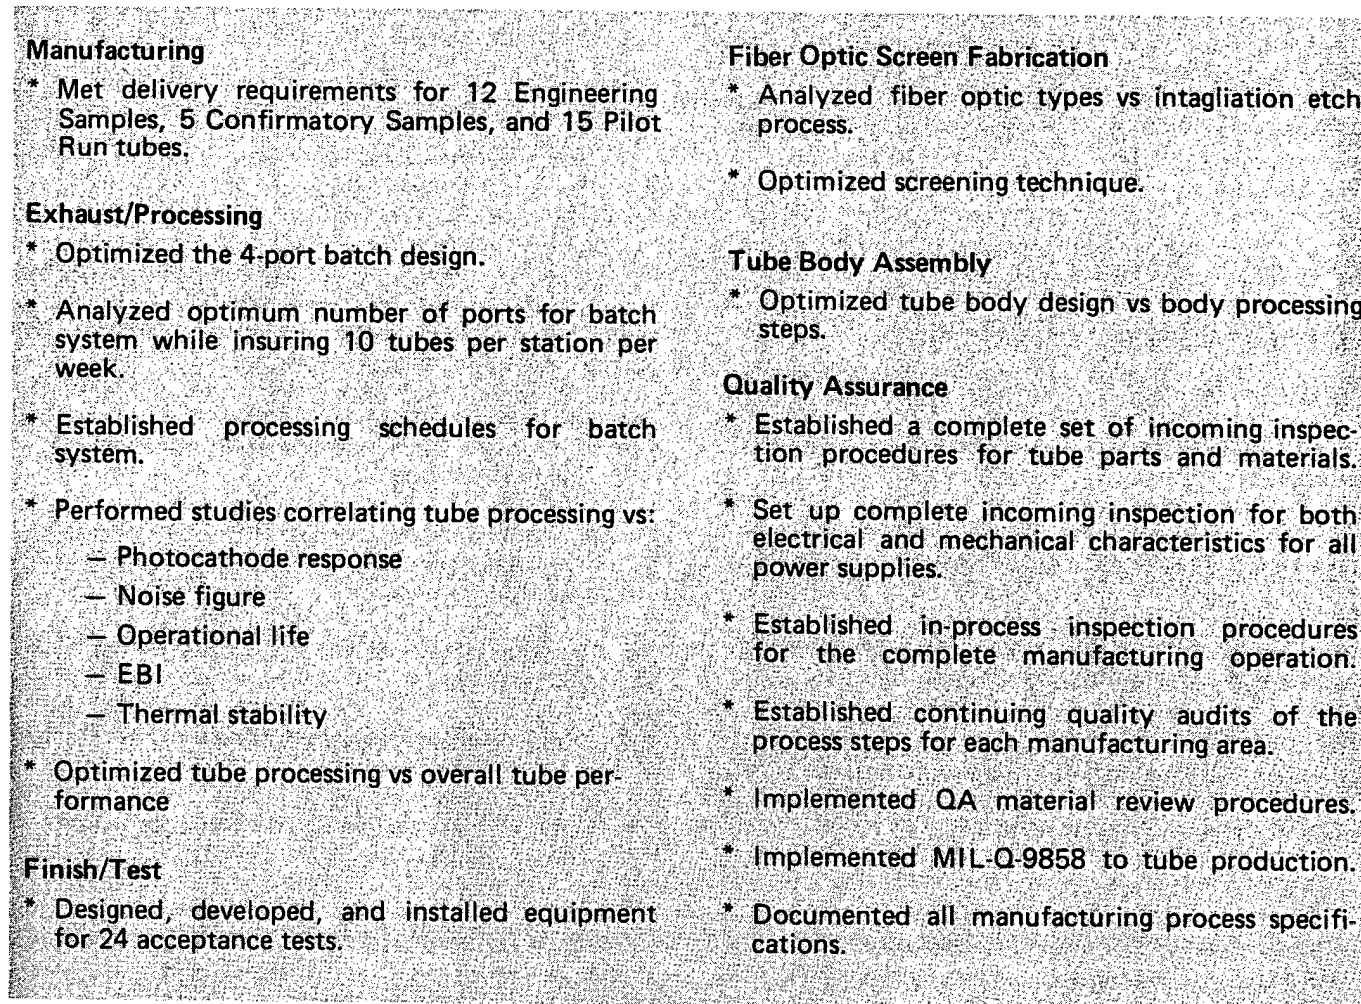 Manufacturing
* Met delivery requirements for 12 Engineering
Samples, 5 Confirmatory Samples, and 15 Pilot
Run tubes.
Exhaust/Processing
* Optimized the 4-port batch design.
* Analyzed optimum number of ports for batch
system while insuring 10 tubes per station per
week.
* Established processing schedules for batch
system.
* Performed studies correlating tube processing vs:
— Photocathode response
— Noise figure
— Operational life
— EBI
— Thermal stability
* Optimized tube processing vs overall tube per-
formance
Finish/Test
* Designed, developed, and installed equipment
for 24 acceptance tests.
Fiber Optic Screen Fabrication
* Analyzed fiber optic types vs intagliation etch
process.
* Optimized screening technique.
Tube Body Assembly
* Optimized tube body design vs body processing
steps.
Quality Assurance
* Established a complete set of incoming inspec-
tion procedures for tube parts and materials.
* Set up complete incoming inspection for both
electrical and mechanical characteristics for all
power supplies.
* Established in-process inspection procedures
for the complete manufacturing operation.
* Established continuing quality audits of the
process steps for each manufacturing area.
* Implemented QA material review procedures.
* Implemented MIL-Q-9858 to tube production.
* Documented all manufacturing process specifi-
cations.